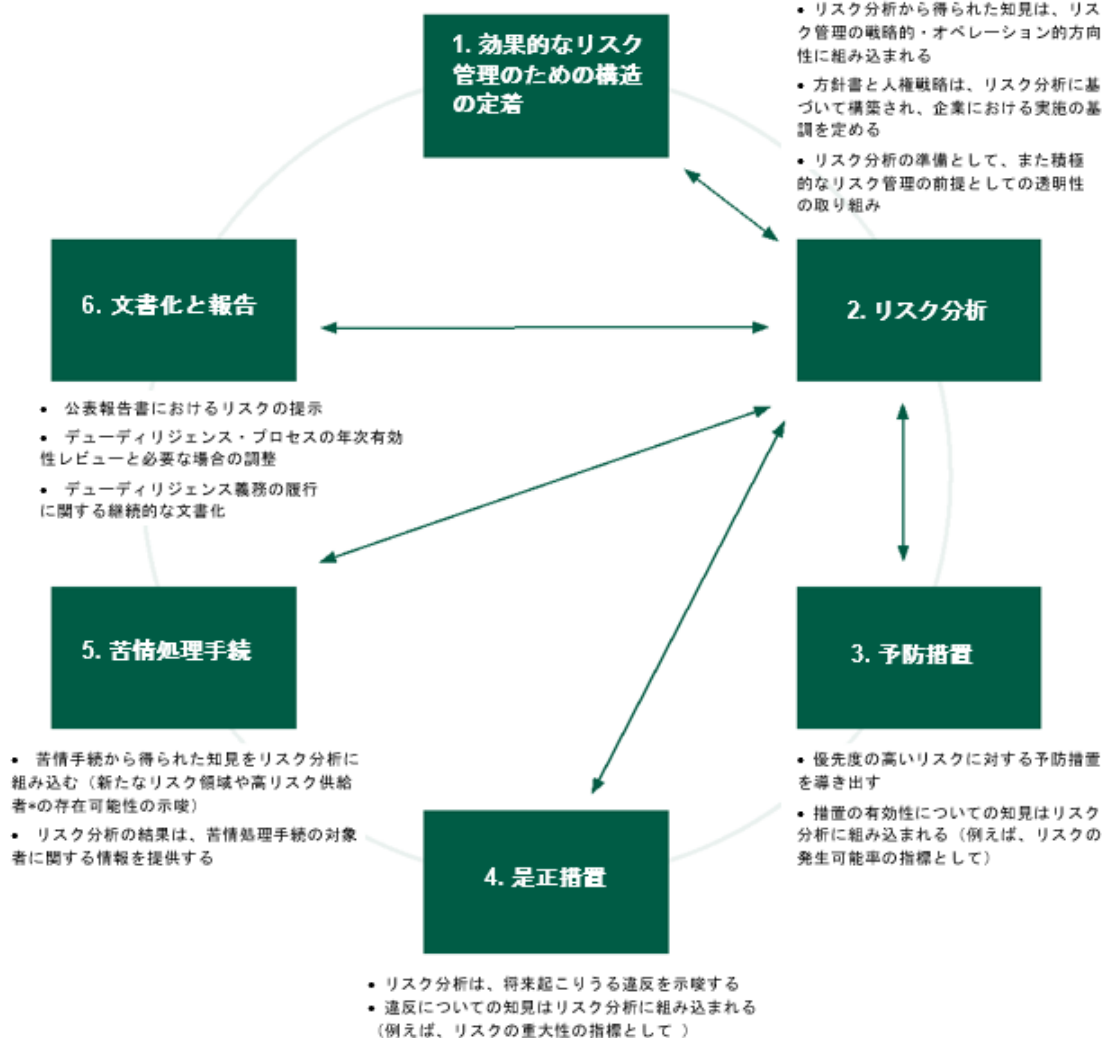 1. 効果的なリスク
管理のための構造
の定着
• リスク分析から得られた知見は、リス
ク管理の戦略的・オペレーション的方向
性に組み込まれる
• 方針書と人権戦略は、リスク分析に基
づいて構築され、企業における実施の基
調を定める
• リスク分析の準備として、また積極
的なリスク管理の前提としての透明性
の取り組み
2. リスク分析
6. 文書化と報告
• 公表報告書におけるリスクの提示
• デューディリジェンス・プロセスの年次有効
性レビューと必要な場合の調整
• デューディリジェンス義務の履行
に関する継続的な文書化
3. 予防措置
• 優先度の高いリスクに対する予防措置
を導き出す
• 措置の有効性についての知見はリスク
分析に組み込まれる（例えば、リスクの
発生可能率の指標として）
5. 苦情処理手続
• 苦情手続から得られた知見をリスク分析に
組み込む（新たなリスク領域や高リスク供給
者*の存在可能性の示唆）
• リスク分析の結果は、苦情処理手続の対象
者に関する情報を提供する
4. 是正措置
• リスク分析は、将来起こりうる違反を示唆する
• 違反についての知見はリスク分析に組み込まれる
（例えば、リスクの重大性の指標として ）